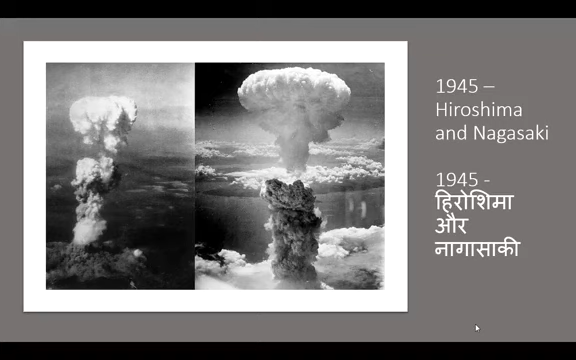 1945 –
Hiroshima
and Nagasaki
1945 -
हिरोशिमा
और
नागासाकी